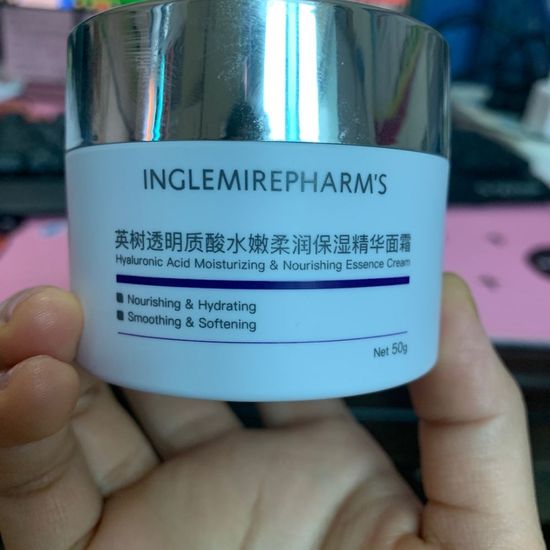 INGLEMIREPHARM'S
英树透明质酸水嫩柔润保湿精华面霜
Hyaluronic Acid Moisturizing & Nourishing Essence Cream
Nourishing & Hydrating
Smoothing & Softening
Net 50g